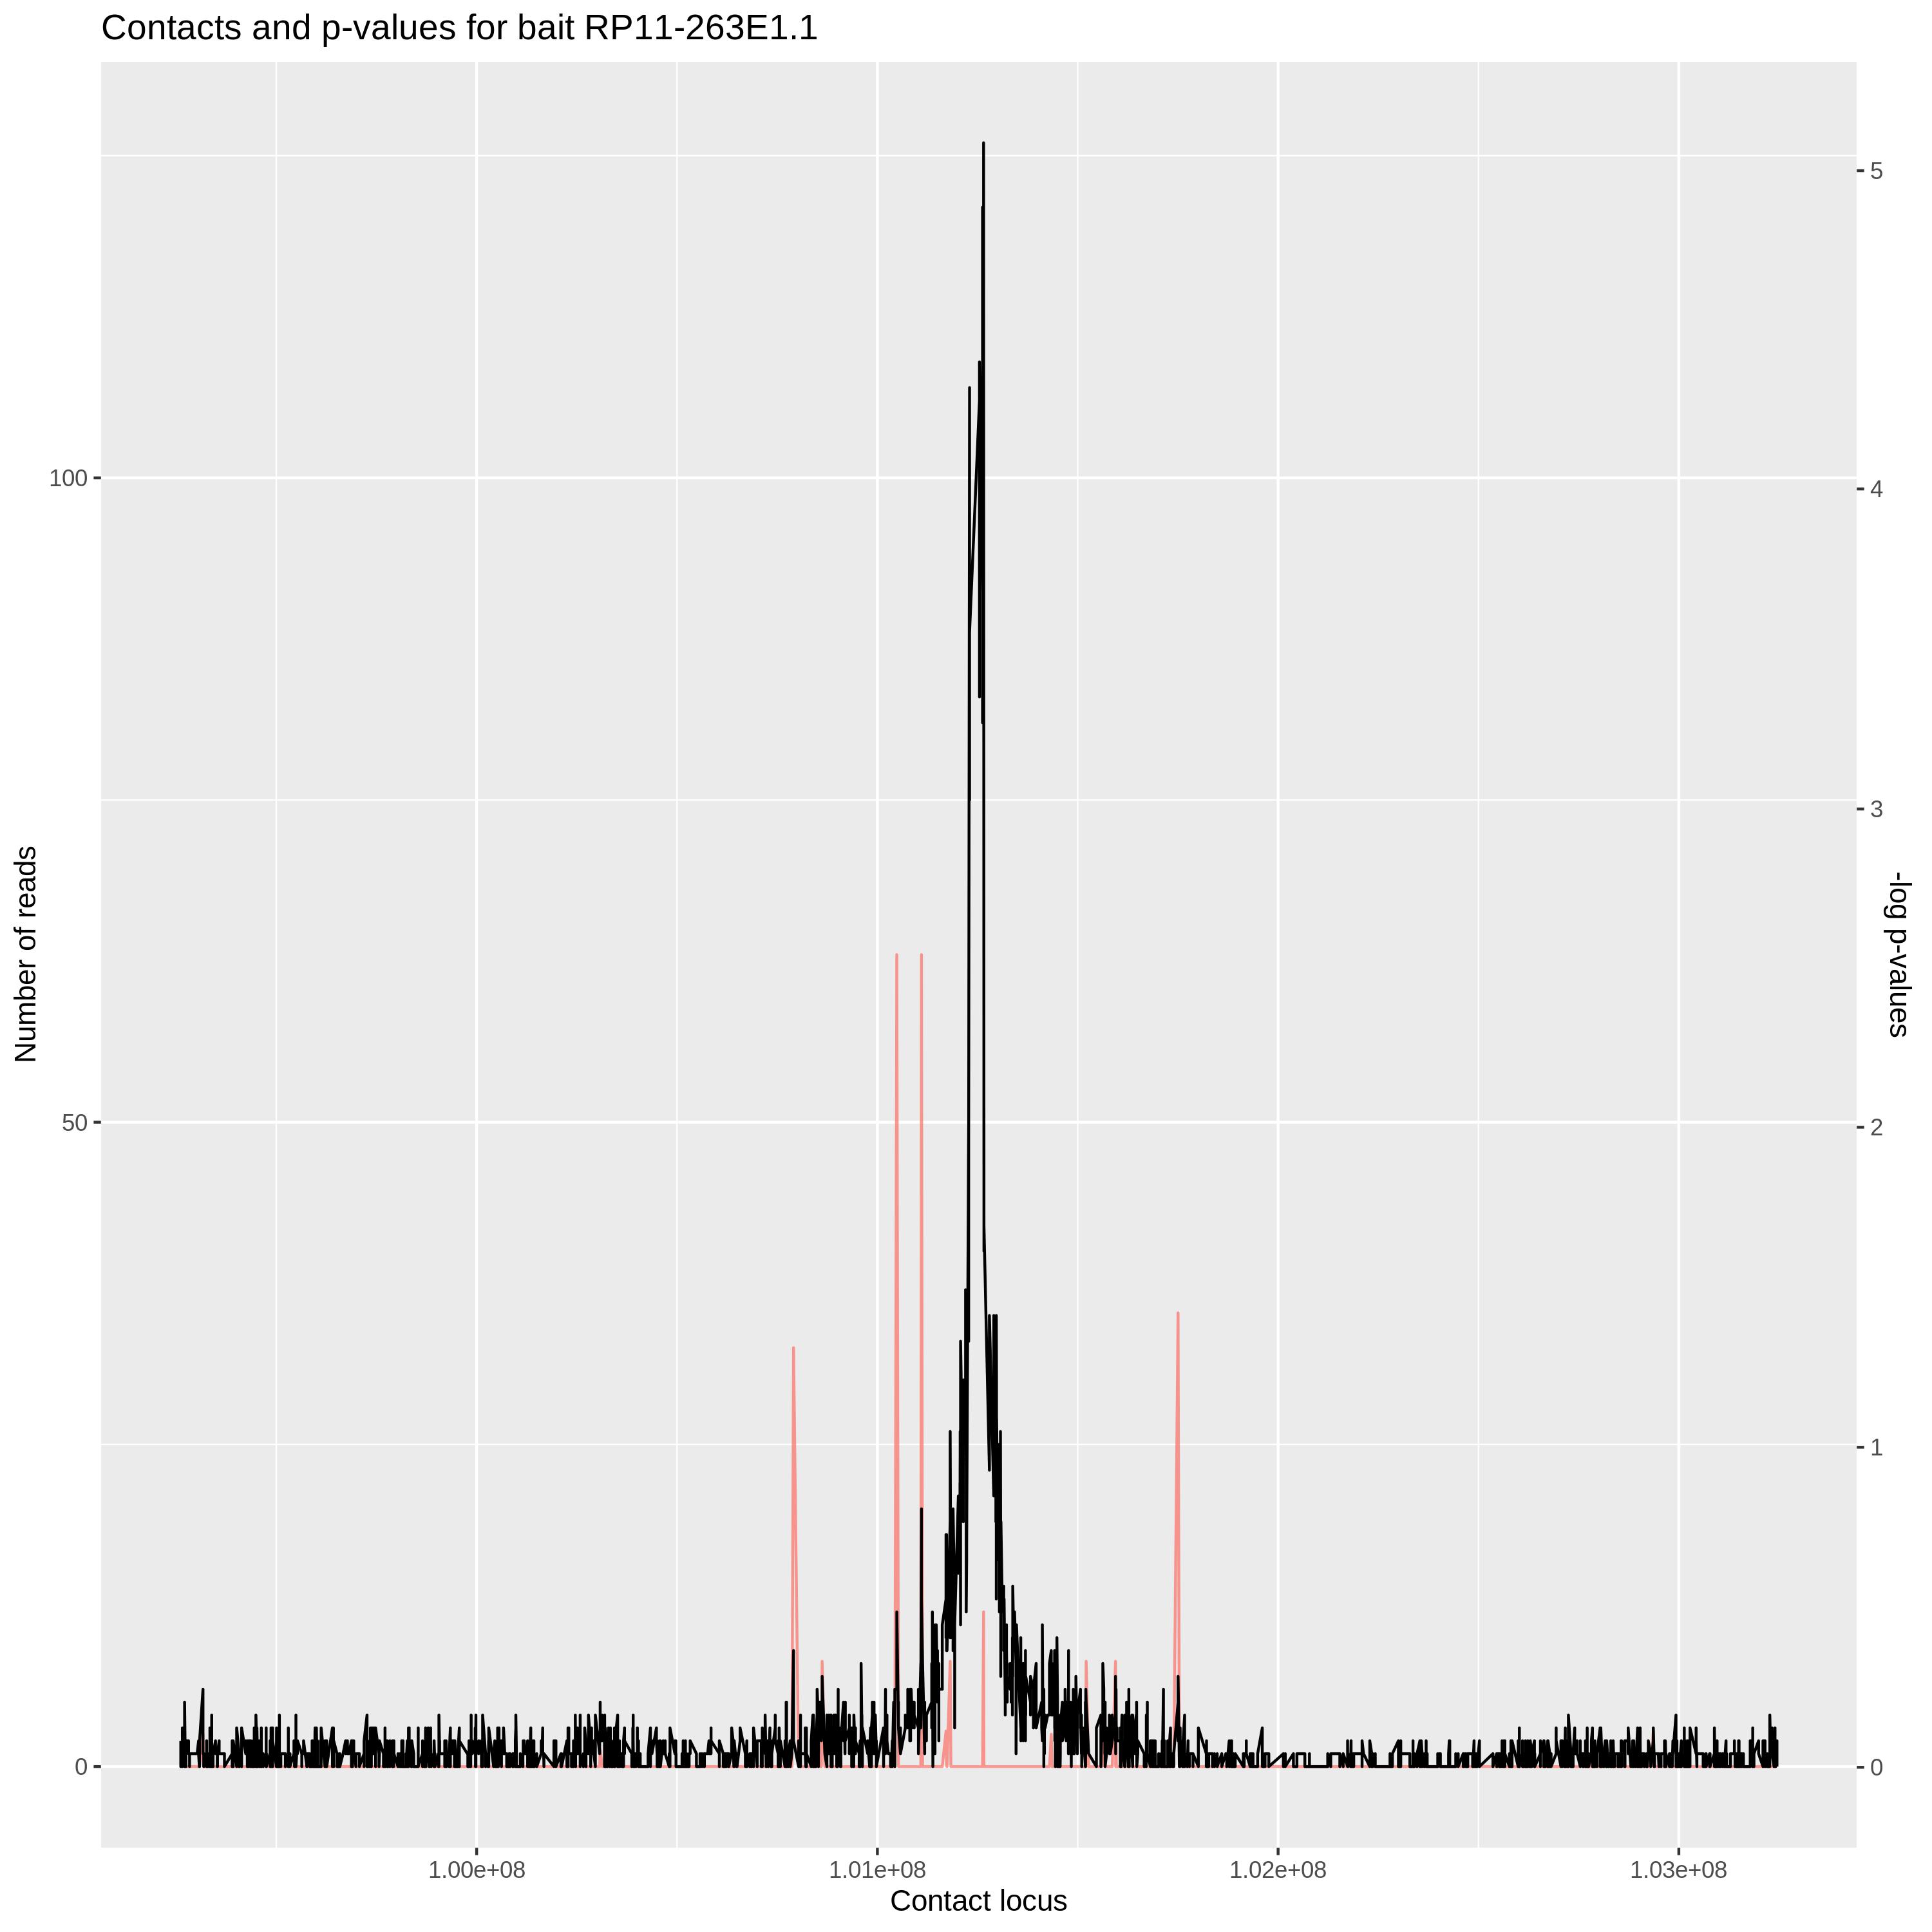 Contacts and p-values for bait RP11-263E1.1
Number of reads
100
50
0
5
4
3
2
1
0
-log p-values
1.00e+08
1.01e+08
1.02e+08
1.03e+08
Contact locus